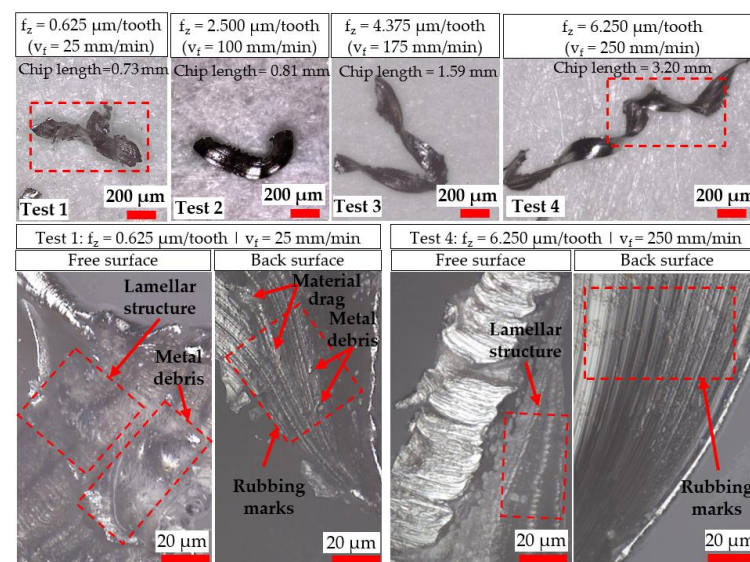 f_z = 0.625 µm/tooth
(v_f = 25 mm/min)
Chip length=0.73 mm
200 µm
Test 1
f_z = 2.500 µm/tooth
(v_f = 100 mm/min)
Chip length= 0.81 mm
200 µm
Test 2
f_z = 4.375 µm/tooth
(v_f = 175 mm/min)
Chip length = 1.59 mm
200 µm
Test 3
f_z = 6.250 µm/tooth
(v_f = 250 mm/min)
Chip length = 3.20 mm
200 µm
Test 4
Test 1: f_z = 0.625 µm/tooth | v_f = 25 mm/min
Free surface
Lamellar
structure
Metal
debris
20 µm
Back surface
Material
drag
Metal
debris
Rubbing
marks
20 µm
Test 4: f_z = 6.250 µm/tooth | v_f = 250 mm/min
Free surface
Lamellar
structure
20 µm
Back surface
Rubbing
marks
20 µm